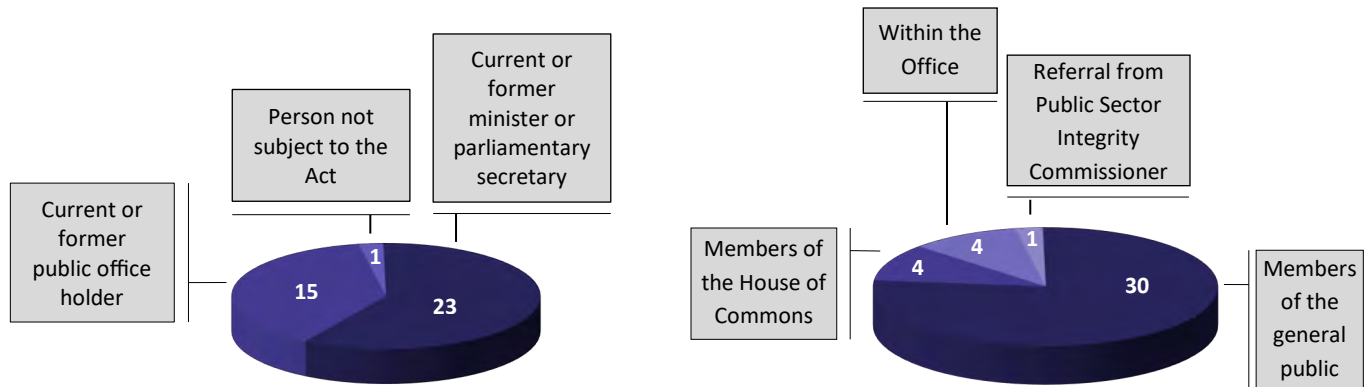 Current or
former
public office
holder
Person not
subject to the
Act
Current or
former
minister or
parliamentary
secretary
15
1
23
Members of
the House of
Commons
Within the
Office
Referral from
Public Sector
Integrity
Commissioner
Members
of the
general
public
4
4
1
30